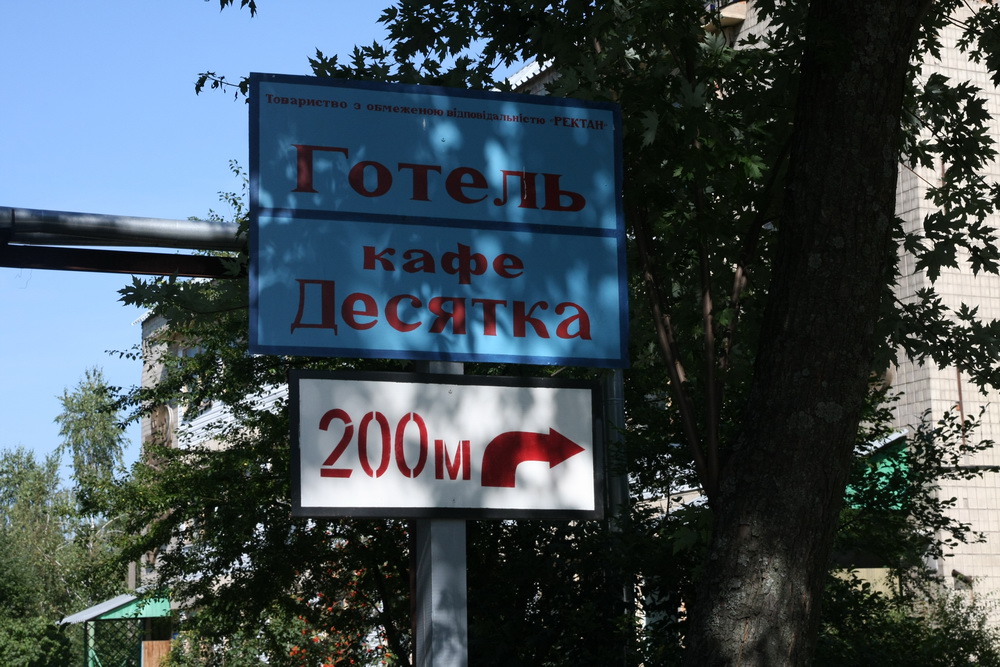 Товариство з обмеженою відповідальністю "РЕКТАН"
Готель
кафе
Десятка
200м